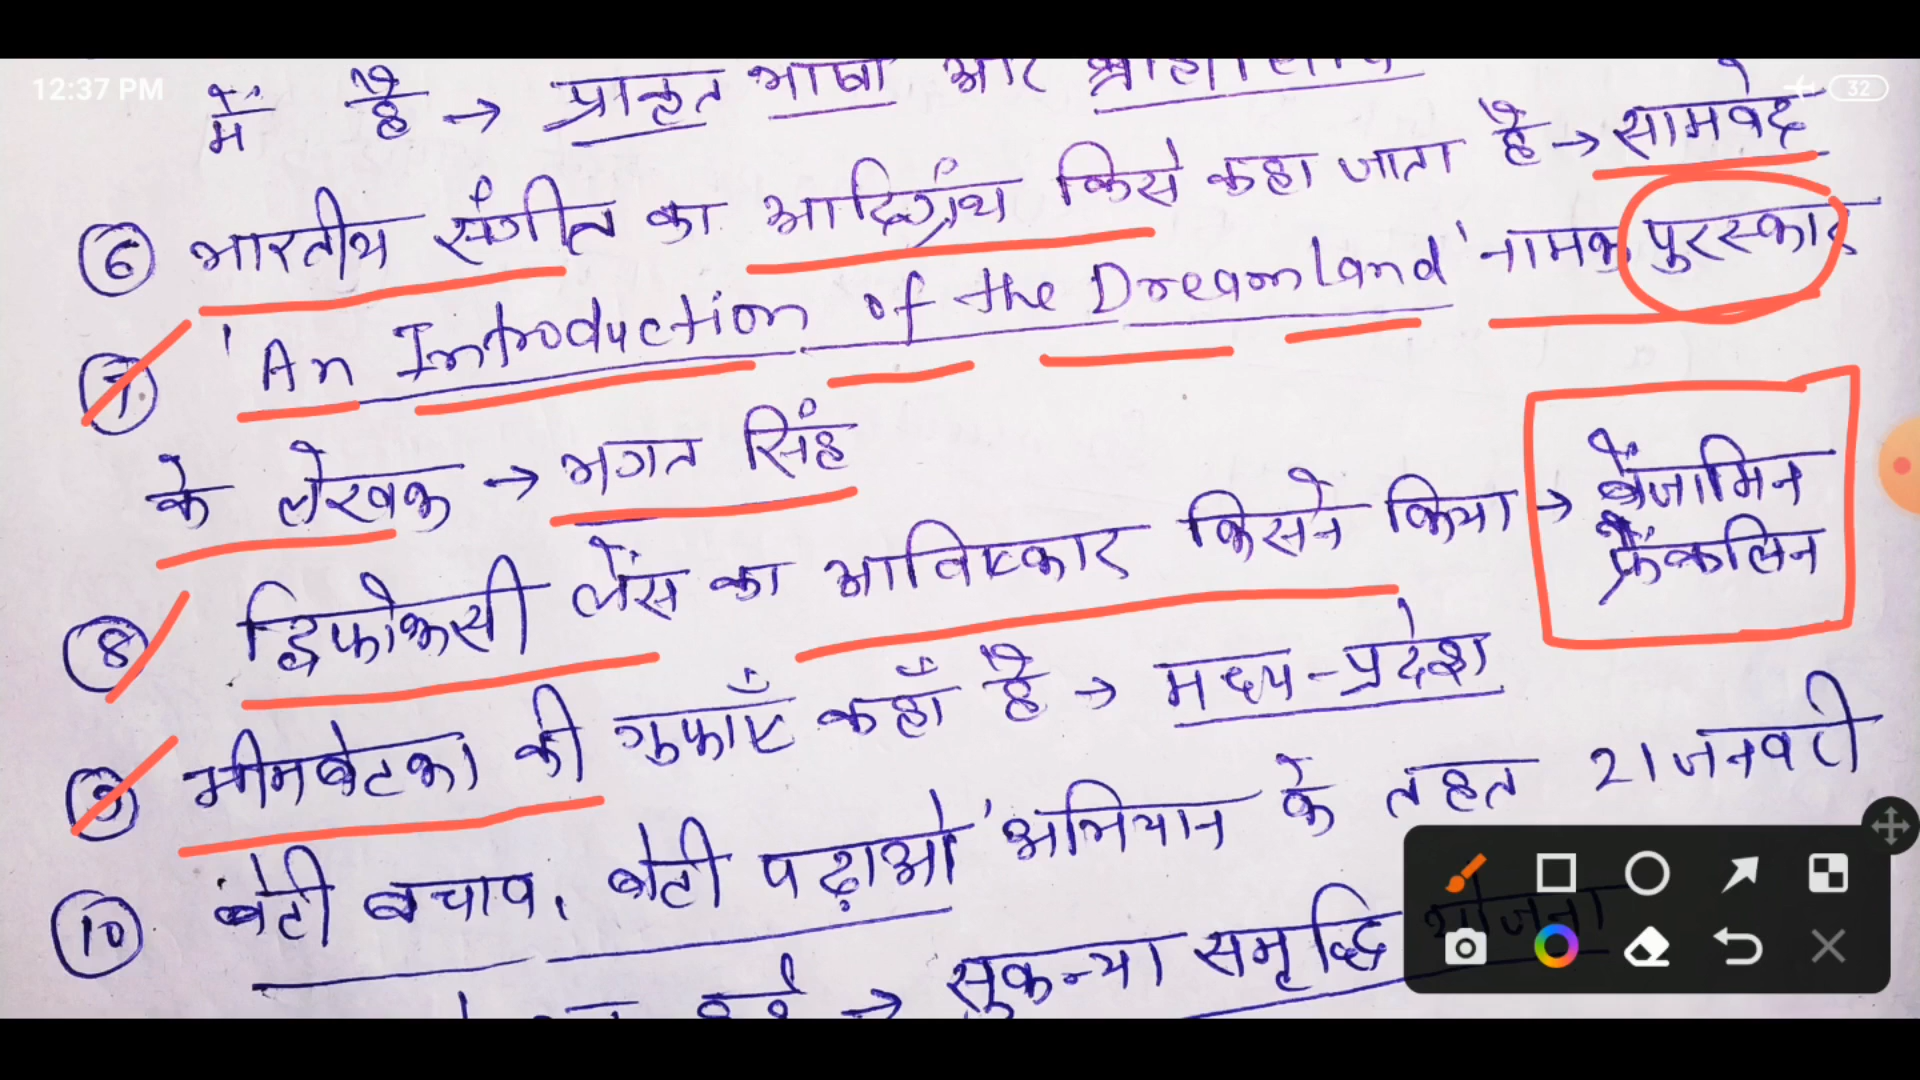 12:37 PM
32
में है → प्राकृत भाषा और
⑥ भारतीय संगीत का आदिग्रंथ किसे कहा जाता है → सामवेद
⑦ 'An Introduction of the Dreamland' नामक पुरस्कार
के लेखक → भगत सिंह
⑧ द्विफोकसी लेंस का आविष्कार किसने किया → बैंजामिन
फ्रैंकलिन
⑨ भीमबेटका की गुफाएँ कहाँ है → मध्य-प्रदेश
⑩ बेटी बचाव, बेटी पढ़ाओ' अभियान के तहत 21 जनवरी
→ सुकन्या समृद्धि योजना